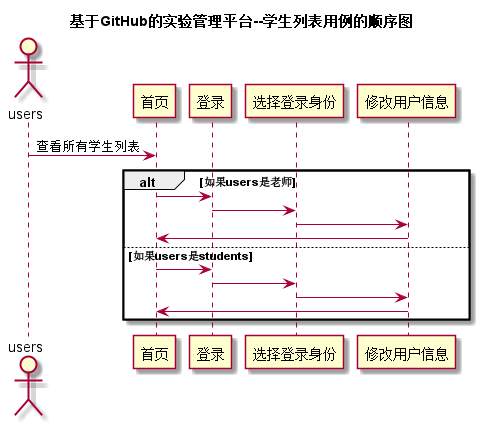 基于GitHub的实验管理平台--学生列表用例的顺序图
users
首页 登录 选择登录身份 修改用户信息
查看所有学生列表
alt [如果users是老师]
[如果users是students]
users
首页 登录 选择登录身份 修改用户信息